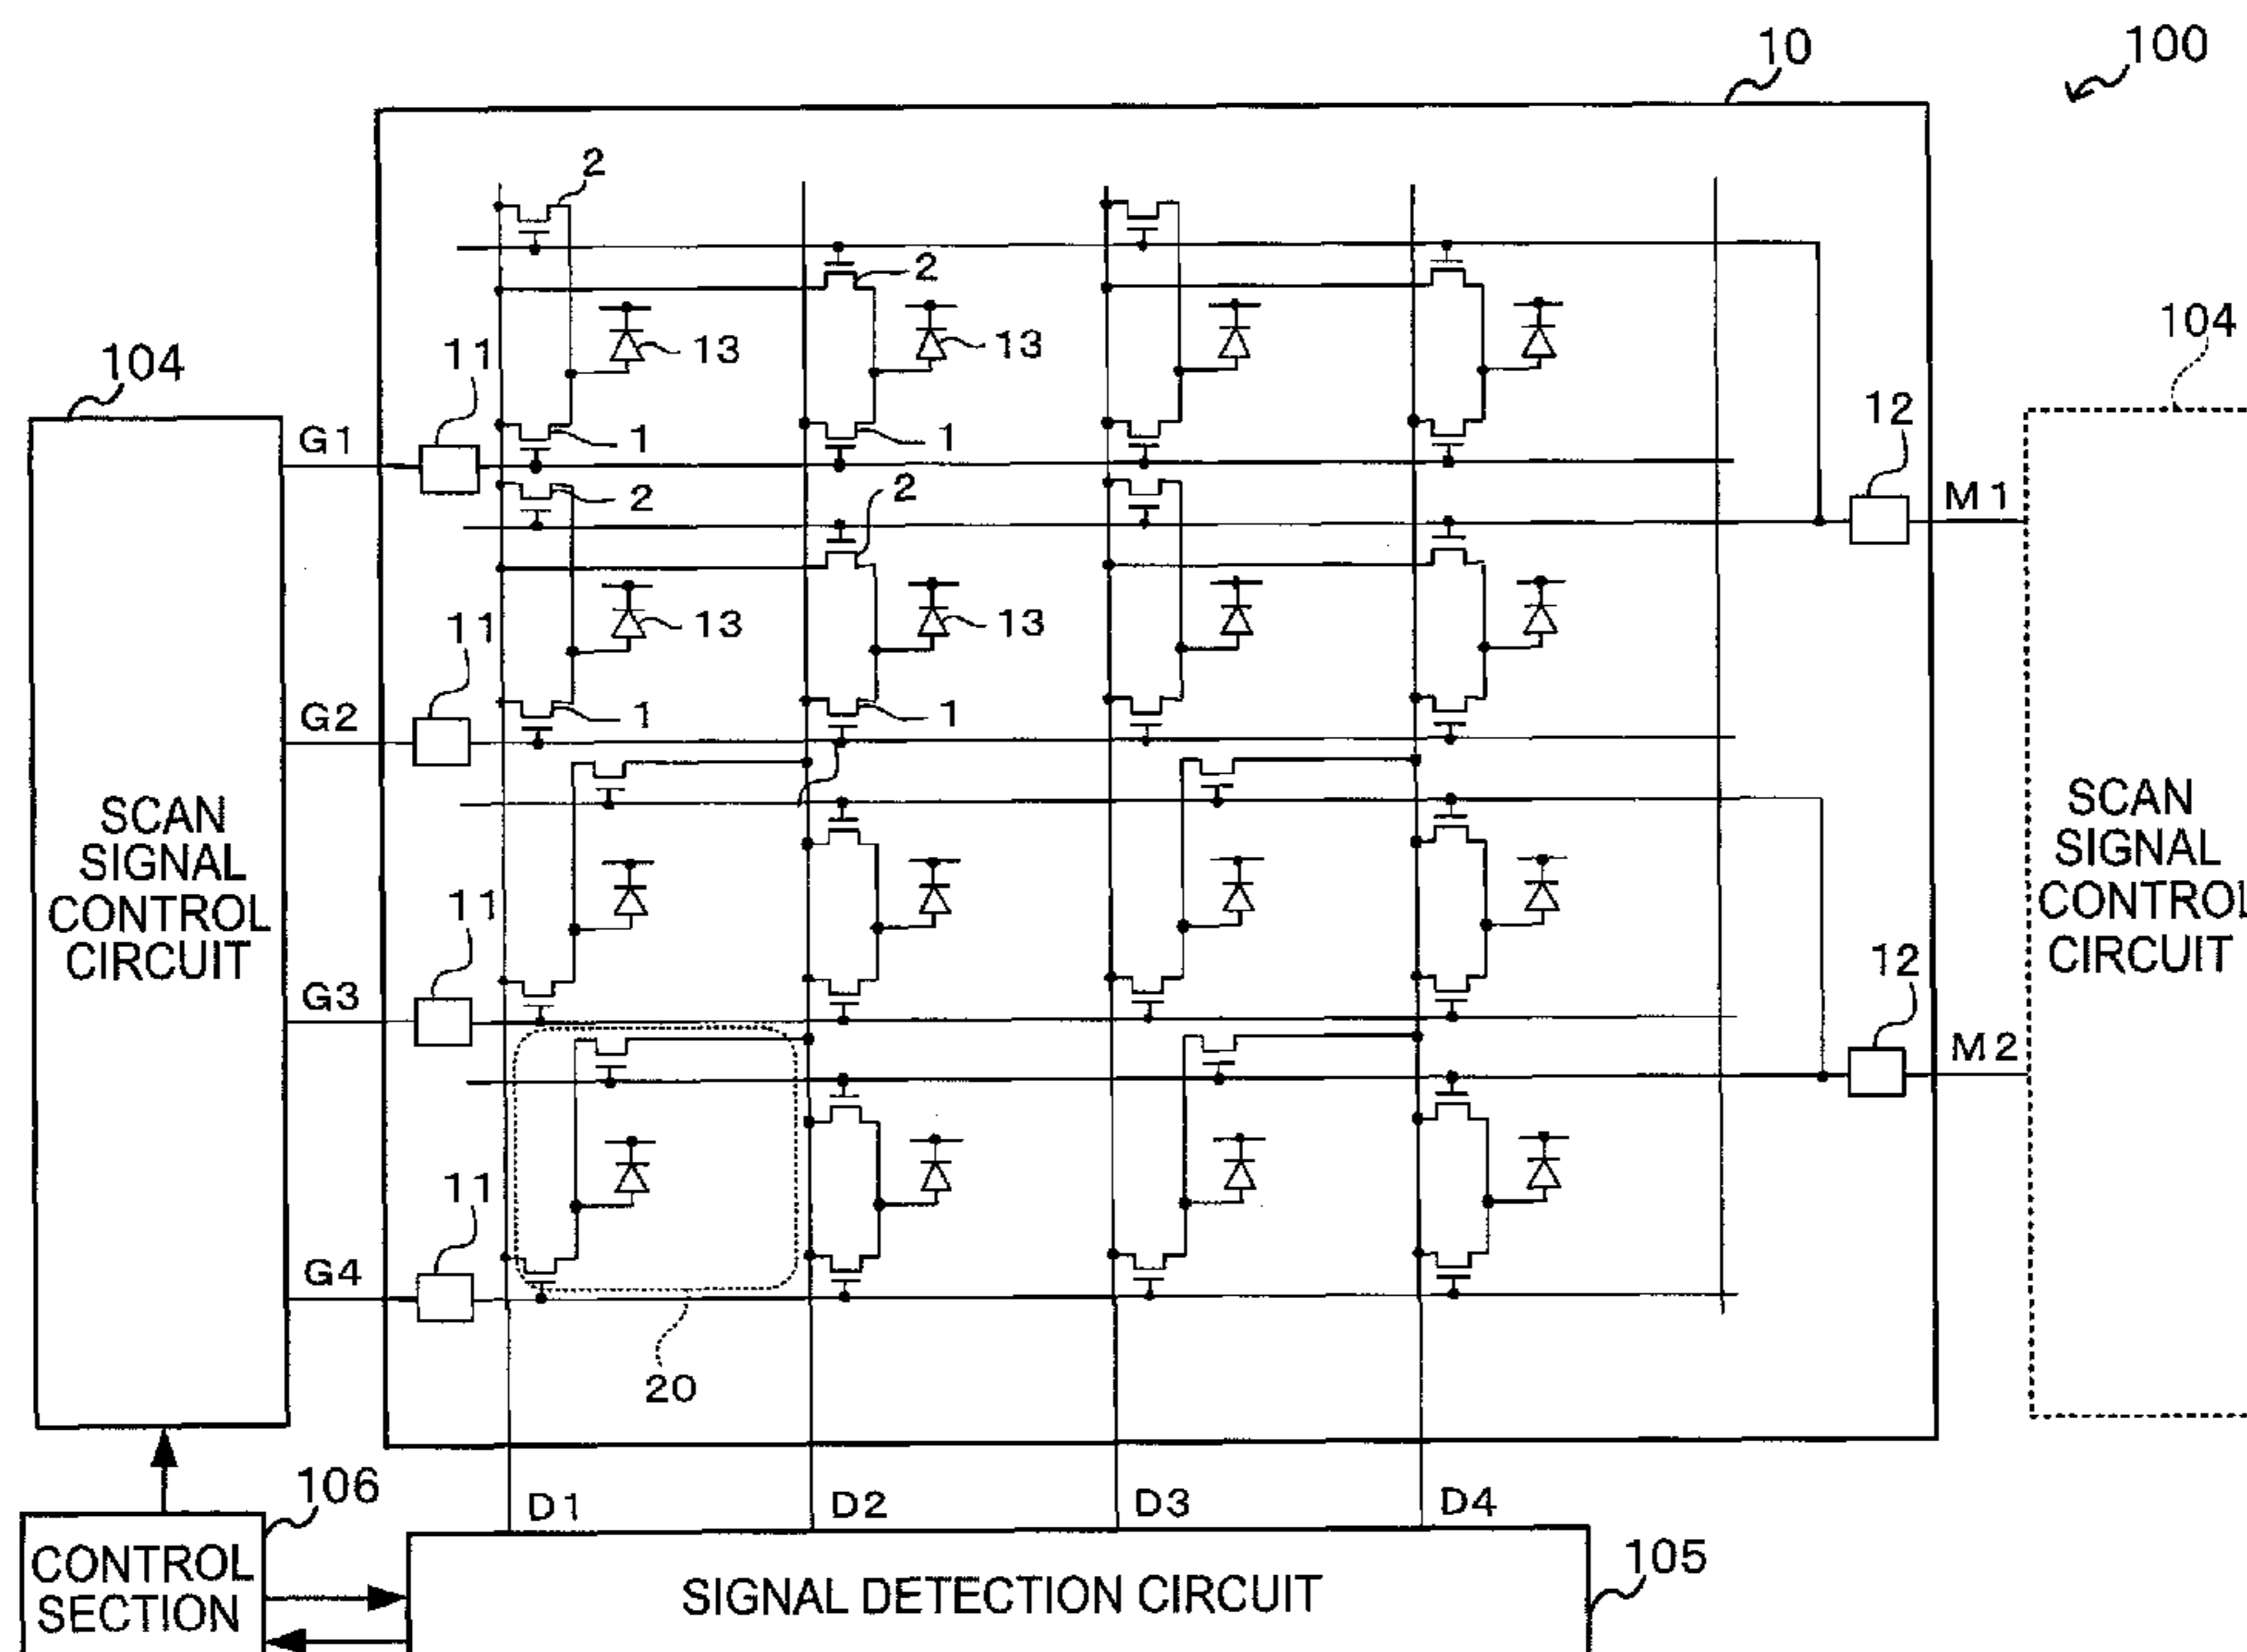 10
100
2
2
104
13
13
104
11
12
G1
1
1
M1
2
2
11
13
13
G2
1
1
SCAN
SIGNAL
CONTROL
CIRCUIT
SCAN
SIGNAL
CONTROL
CIRCUIT
11
12
G3
M2
11
G4
20
106
D1
D2
D3
D4
CONTROL
SECTION
105
SIGNAL DETECTION CIRCUIT